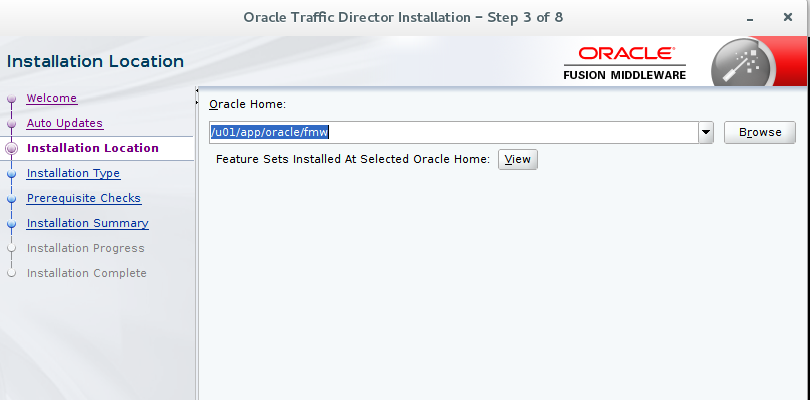 Oracle Traffic Director Installation – Step 3 of 8
Installation Location
ORACLE
FUSION MIDDLEWARE
Welcome
Auto Updates
Installation Location
Installation Type
Prerequisite Checks
Installation Summary
Installation Progress
Installation Complete
Oracle Home:
/u01/app/oracle/fmw
Browse
Feature Sets Installed At Selected Oracle Home:
View